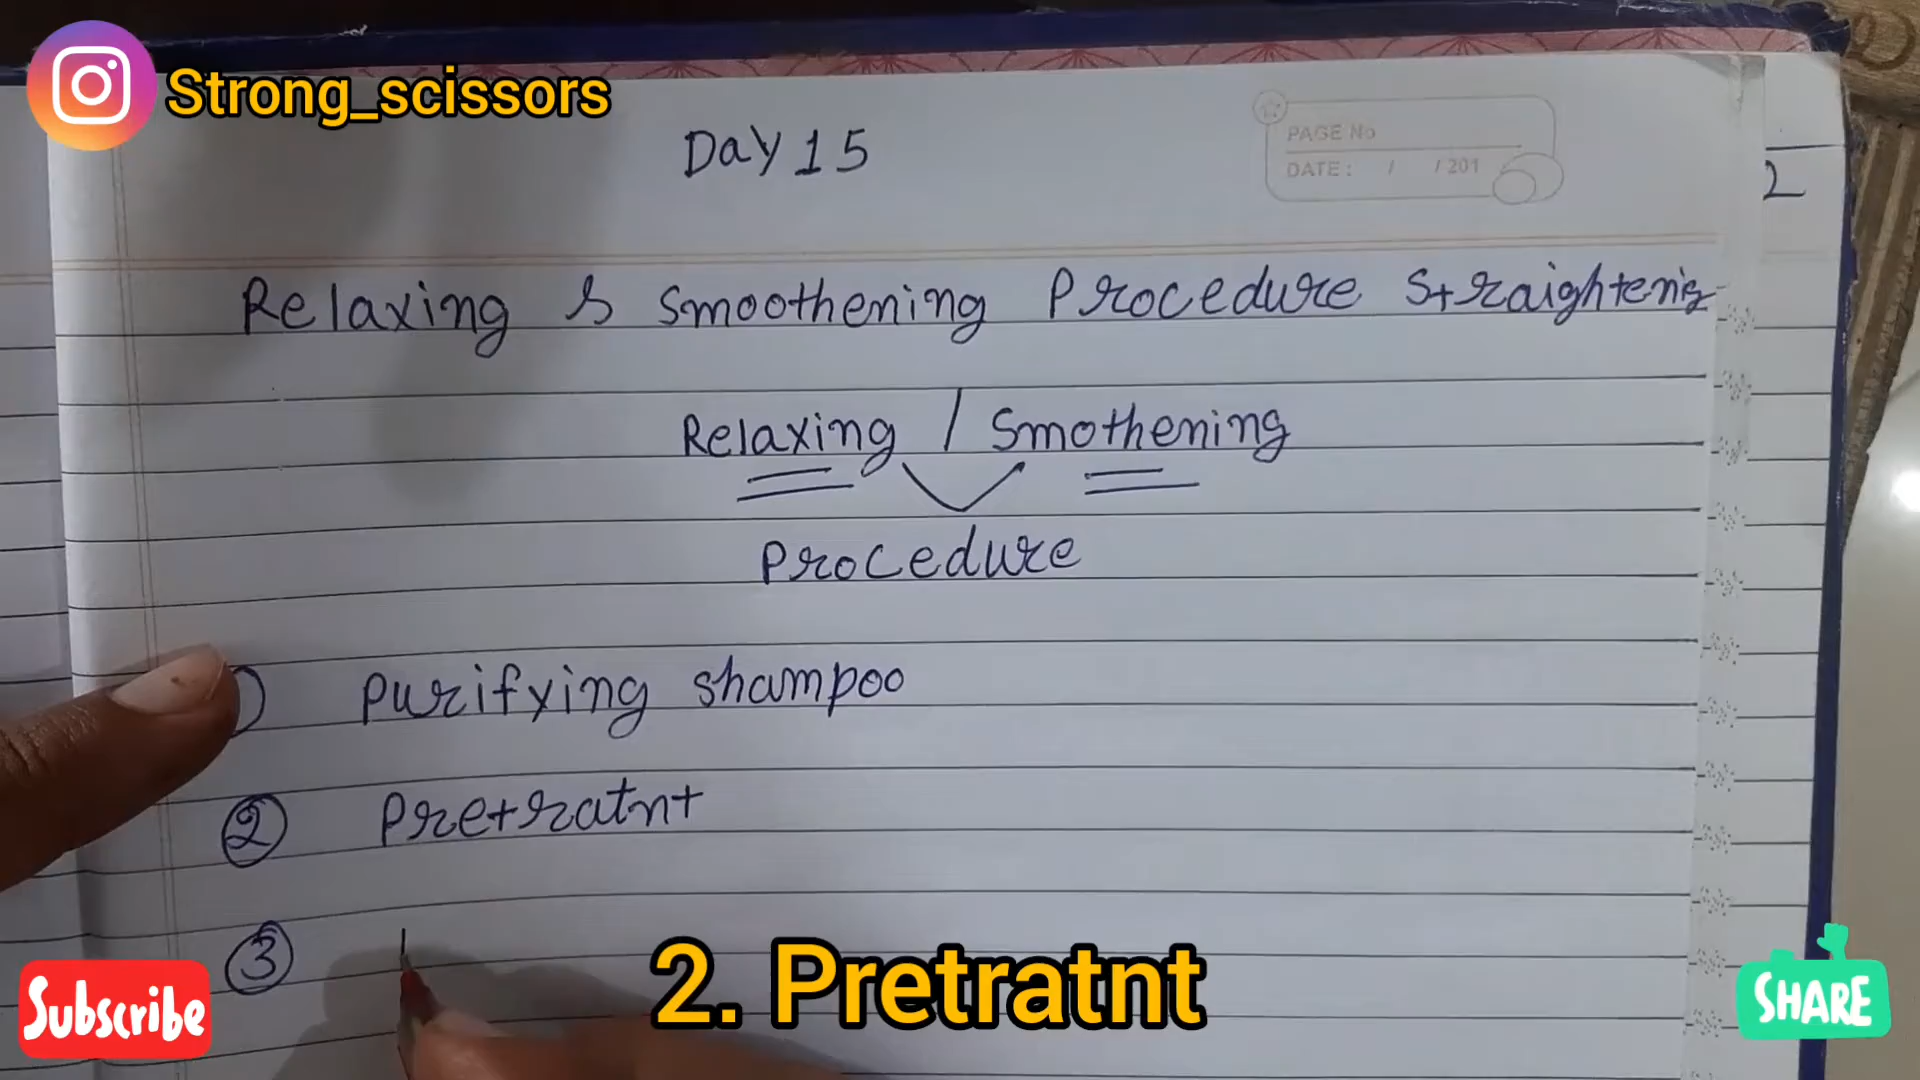 Strong_scissors
Day 15
PAGE No
DATE: / /201
2
Relaxing & Smoothening Procedure Straightening
Relaxing / Smothening
Procedure
1 Purifying shampoo
2 Pretratnt
3
2. Pretratnt
Subscribe
SHARE